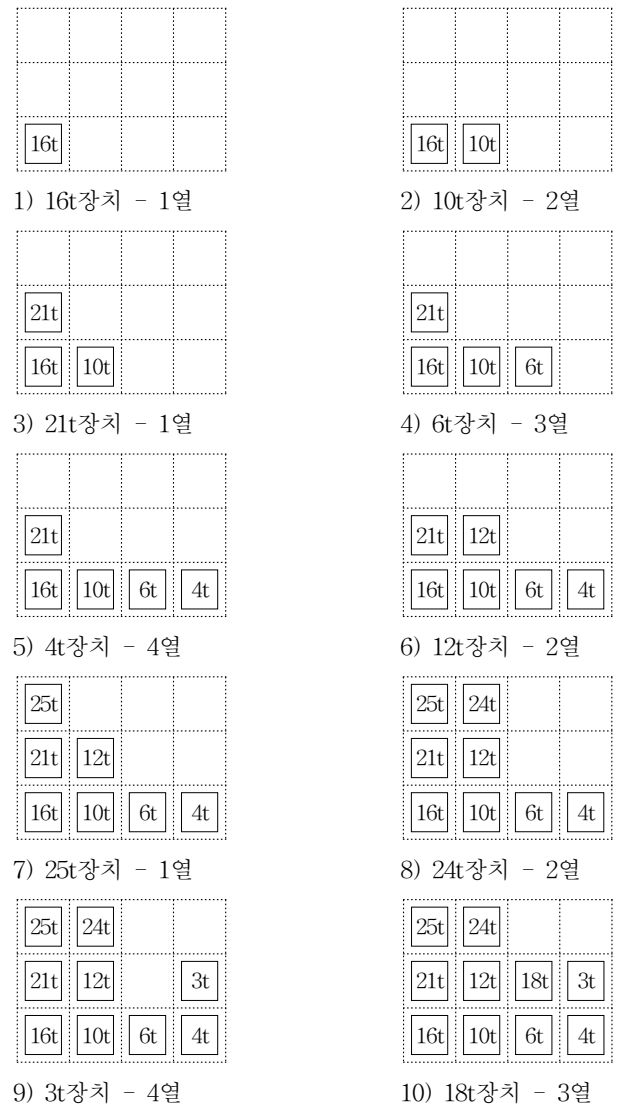 16t
16t 10t
1) 16t장치 - 1열
2) 10t장치 - 2열
21t
16t 10t
21t
16t 10t 6t
3) 21t장치 - 1열
4) 6t장치 - 3열
21t
16t 10t 6t 4t
21t 12t
16t 10t 6t 4t
5) 4t장치 - 4열
6) 12t장치 - 2열
25t
21t 12t
16t 10t 6t 4t
25t 24t
21t 12t
16t 10t 6t 4t
7) 25t장치 - 1열
8) 24t장치 - 2열
25t 24t
21t 12t 3t
16t 10t 6t 4t
25t 24t
21t 12t 18t 3t
16t 10t 6t 4t
9) 3t장치 - 4열
10) 18t장치 - 3열